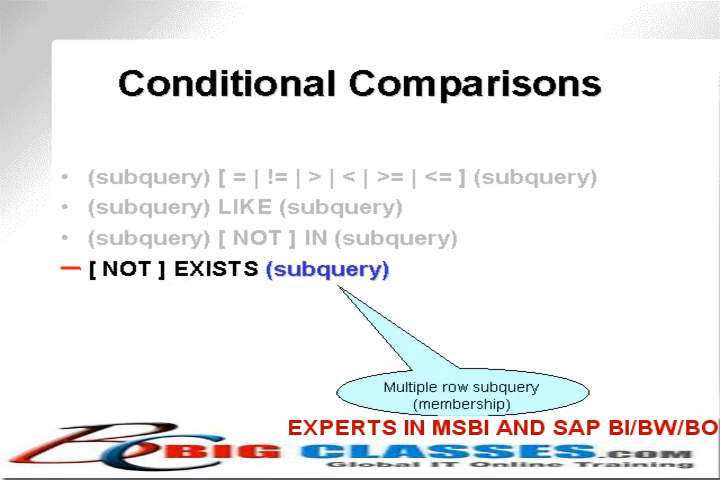 Conditional Comparisons
• (subquery) [ = | != | > | < | >= | <= ] (subquery)
• (subquery) LIKE (subquery)
• (subquery) [ NOT ] IN (subquery)
– [ NOT ] EXISTS (subquery)
Multiple row subquery
(membership)
EXPERTS IN MSBI AND SAP BI/BW/BO
BC BIG CLASSES.COM
Global IT Online Training